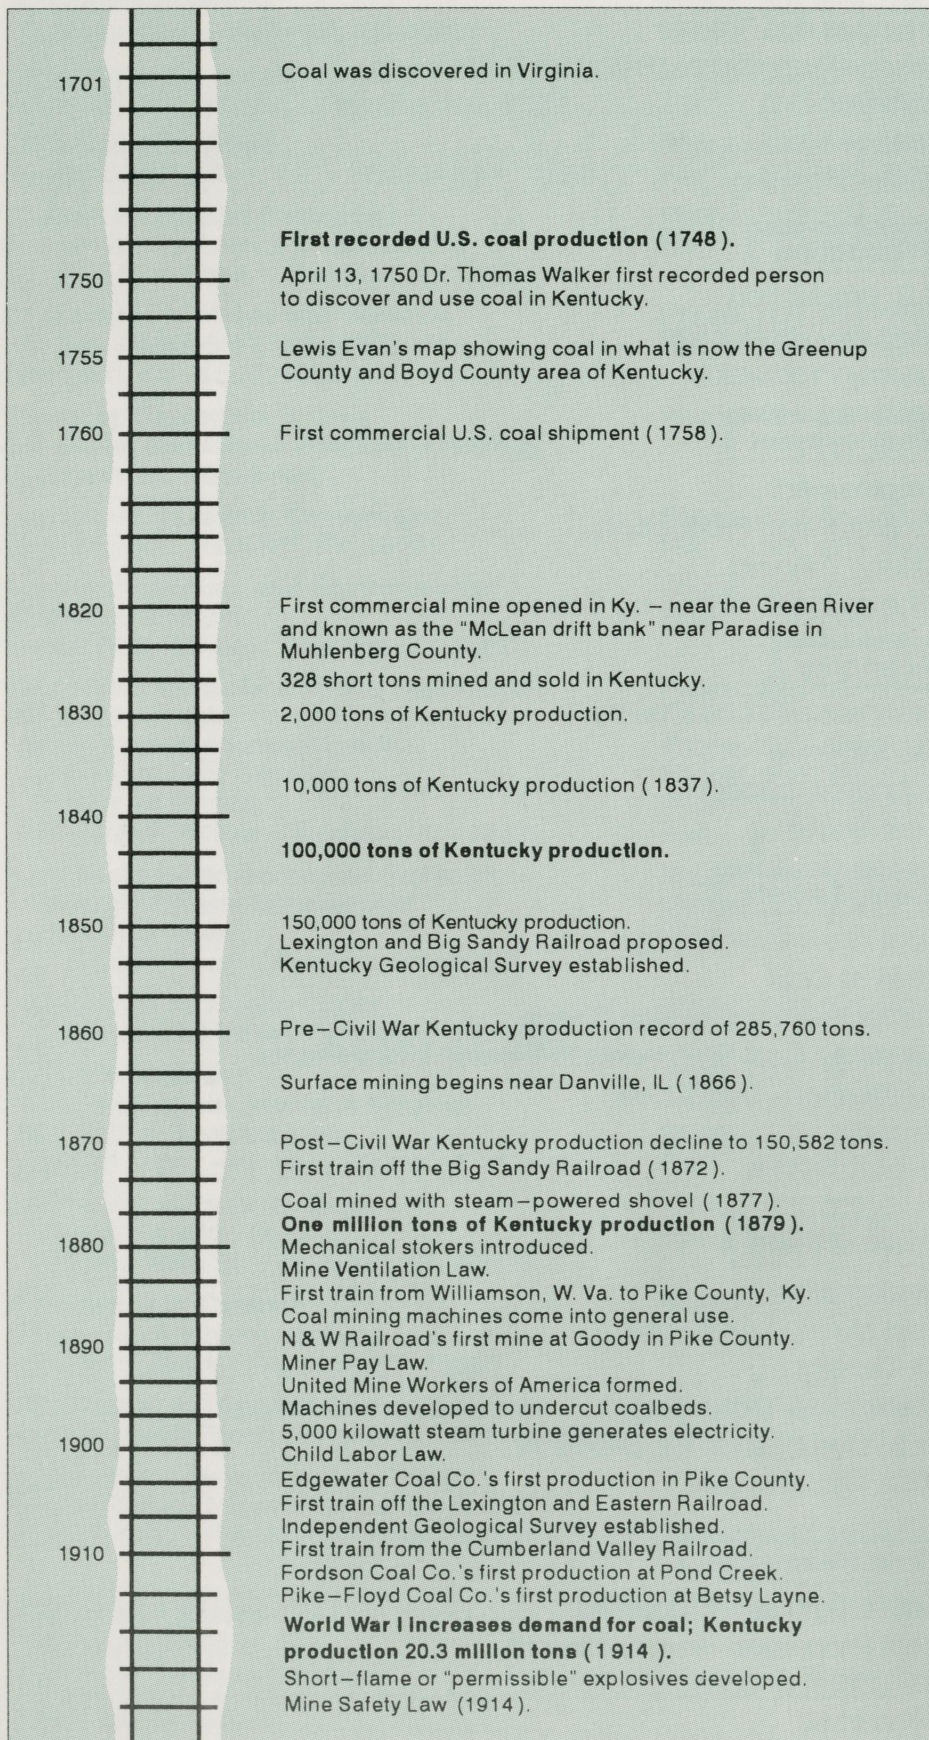 1701 Coal was discovered in Virginia.
First recorded U.S. coal production ( 1748 ).
1750 April 13, 1750 Dr. Thomas Walker first recorded person
to discover and use coal in Kentucky.
1755 Lewis Evan's map showing coal in what is now the Greenup
County and Boyd County area of Kentucky.
1760 First commercial U.S. coal shipment ( 1758 ).
1820 First commercial mine opened in Ky. – near the Green River
and known as the "McLean drift bank" near Paradise in
Muhlenberg County.
328 short tons mined and sold in Kentucky.
1830 2,000 tons of Kentucky production.
10,000 tons of Kentucky production ( 1837 ).
1840
100,000 tons of Kentucky production.
1850 150,000 tons of Kentucky production.
Lexington and Big Sandy Railroad proposed.
Kentucky Geological Survey established.
1860 Pre–Civil War Kentucky production record of 285,760 tons.
Surface mining begins near Danville, IL ( 1866 ).
1870 Post–Civil War Kentucky production decline to 150,582 tons.
First train off the Big Sandy Railroad ( 1872 ).
Coal mined with steam–powered shovel ( 1877 ).
One million tons of Kentucky production ( 1879 ).
1880 Mechanical stokers introduced.
Mine Ventilation Law.
First train from Williamson, W. Va. to Pike County, Ky.
Coal mining machines come into general use.
1890 N & W Railroad's first mine at Goody in Pike County.
Miner Pay Law.
United Mine Workers of America formed.
Machines developed to undercut coalbeds.
5,000 kilowatt steam turbine generates electricity.
1900 Child Labor Law.
Edgewater Coal Co.'s first production in Pike County.
First train off the Lexington and Eastern Railroad.
Independent Geological Survey established.
1910 First train from the Cumberland Valley Railroad.
Fordson Coal Co.'s first production at Pond Creek.
Pike–Floyd Coal Co.'s first production at Betsy Layne.
World War I increases demand for coal; Kentucky
production 20.3 million tons ( 1914 ).
Short–flame or "permissible" explosives developed.
Mine Safety Law (1914).